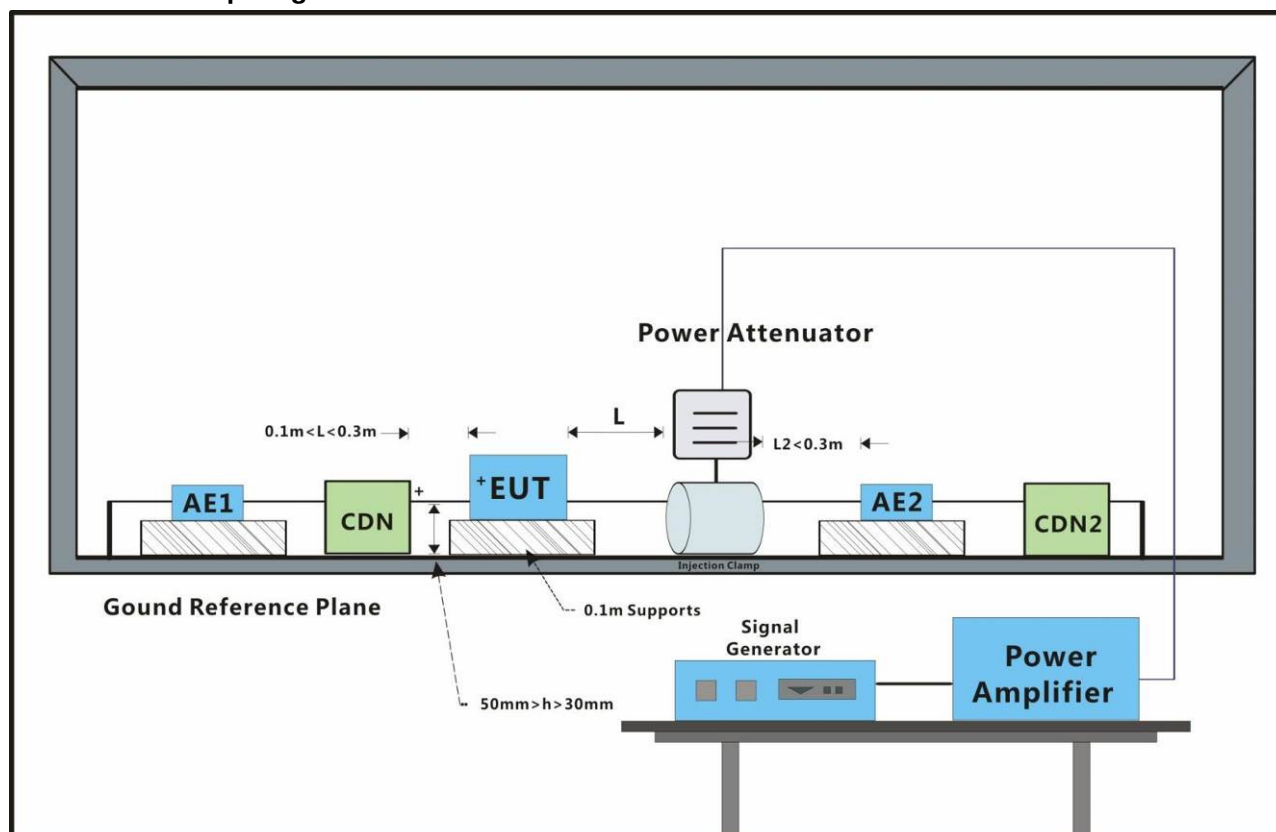 Power Attenuator
0.1m<L<0.3m
L
L2<0.3m
AE1
CDN
+
+EUT
AE2
CDN2
Injection Clamp
Gound Reference Plane
0.1m Supports
50mm>h>30mm
Signal
Generator
Power
Amplifier